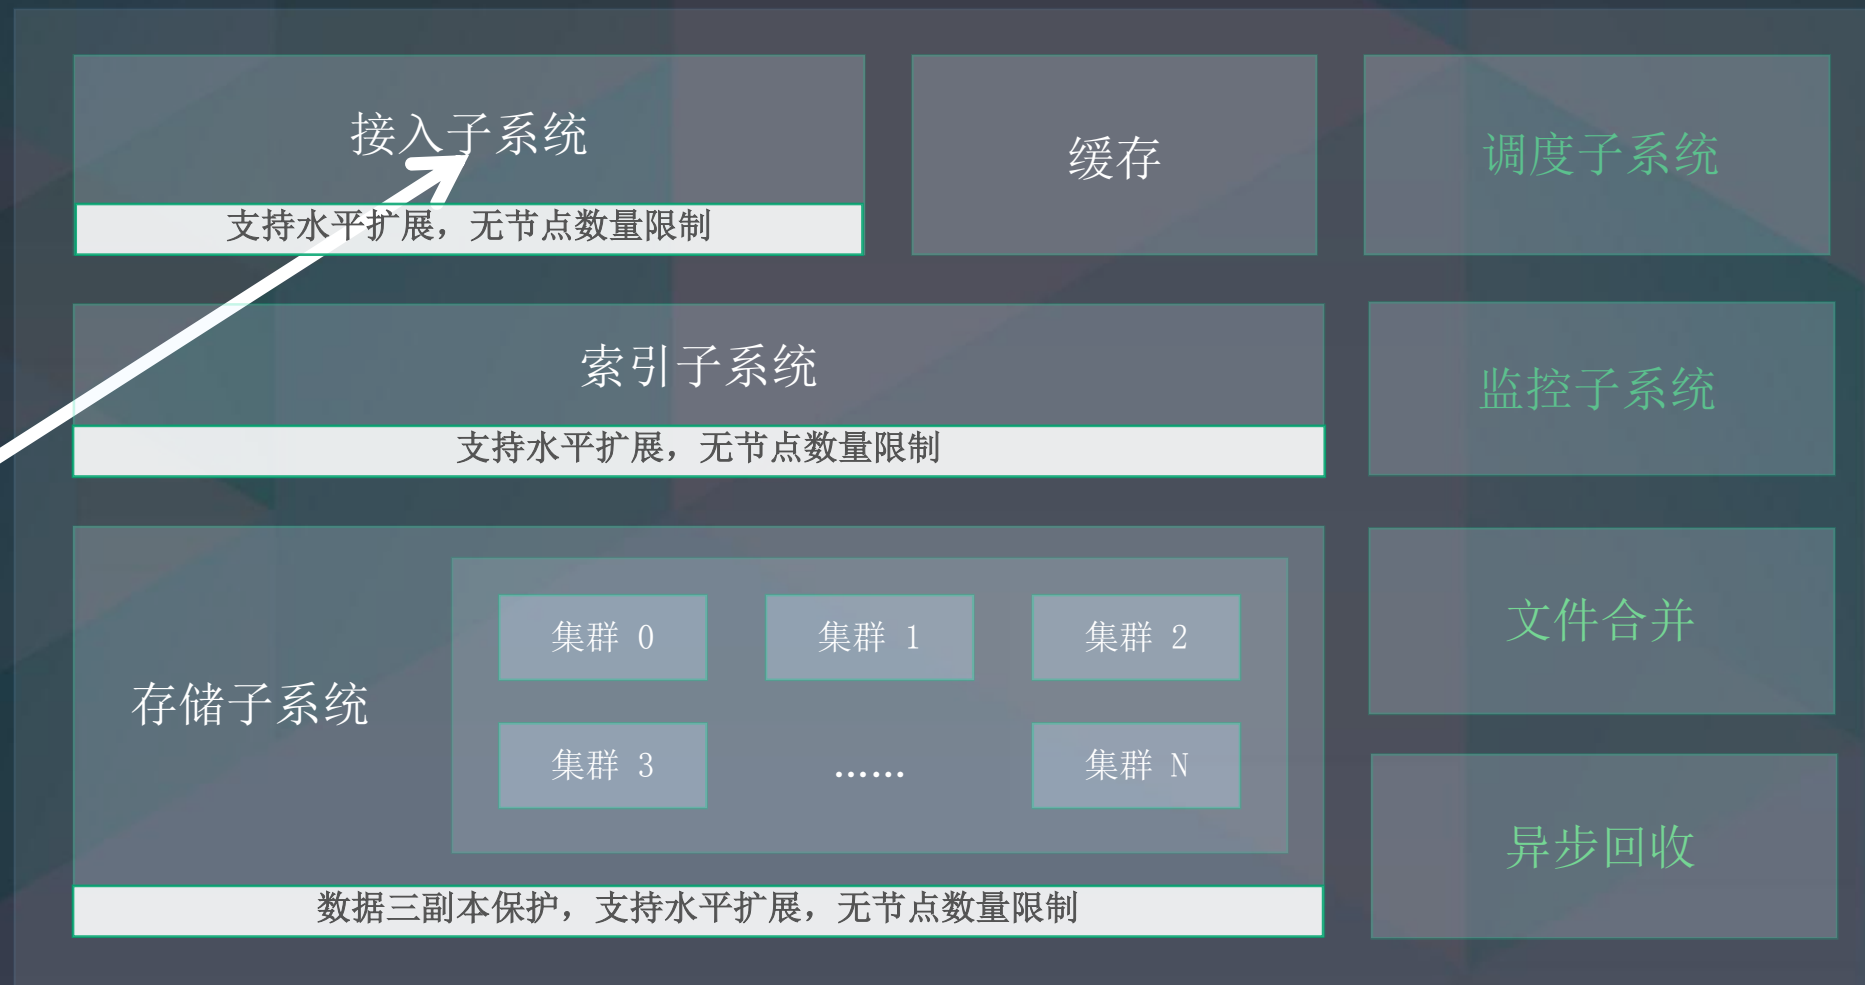 接入子系统
支持水平扩展，无节点数量限制
缓存
调度子系统
索引子系统
支持水平扩展，无节点数量限制
监控子系统
存储子系统
集群 0
集群 1
集群 2
集群 3
……
集群 N
数据三副本保护，支持水平扩展，无节点数量限制
文件合并
异步回收